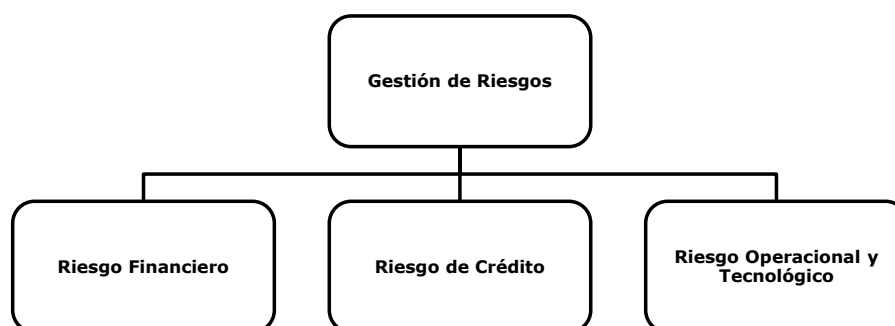 Gestión de Riesgos
Riesgo Financiero
Riesgo de Crédito
Riesgo Operacional y
Tecnológico